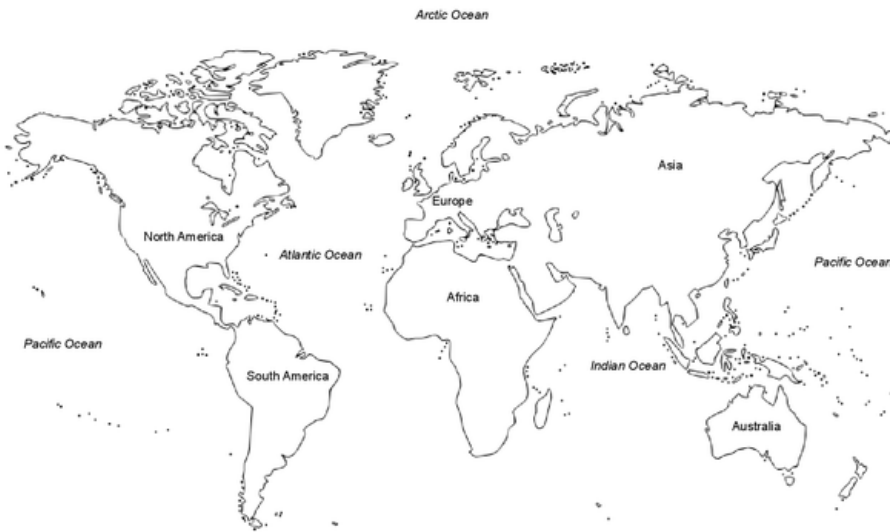 Arctic Ocean
Asia
Europe
North America
Atlantic Ocean
Pacific Ocean
Africa
Pacific Ocean
Indian Ocean
South America
Australia